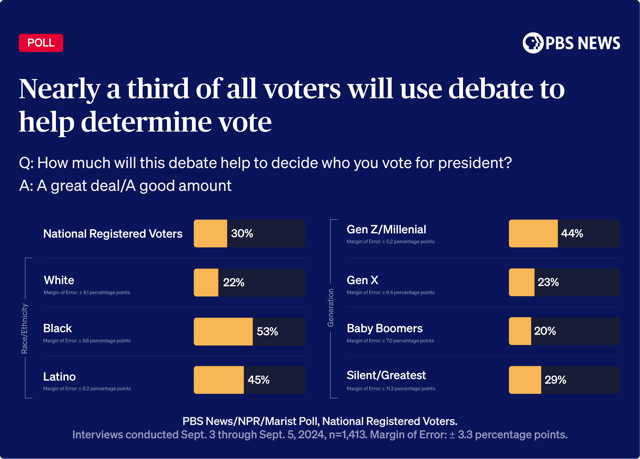 POLL
PBS NEWS
Nearly a third of all voters will use debate to
help determine vote
Q: How much will this debate help to decide who you vote for president?
A: A great deal/A good amount
National Registered Voters 30%
Race/Ethnicity
White 22%
Margin of Error: ± 4.1 percentage points
Black 53%
Margin of Error: ± 9.6 percentage points
Latino 45%
Margin of Error: ± 8.2 percentage points
Generation
Gen Z/Millenial 44%
Margin of Error: ± 5.2 percentage points
Gen X 23%
Margin of Error: ± 6.4 percentage points
Baby Boomers 20%
Margin of Error: ± 7.0 percentage points
Silent/Greatest 29%
Margin of Error: ± 11.3 percentage points
PBS News/NPR/Marist Poll, National Registered Voters.
Interviews conducted Sept. 3 through Sept. 5, 2024, n=1,413. Margin of Error: ± 3.3 percentage points.